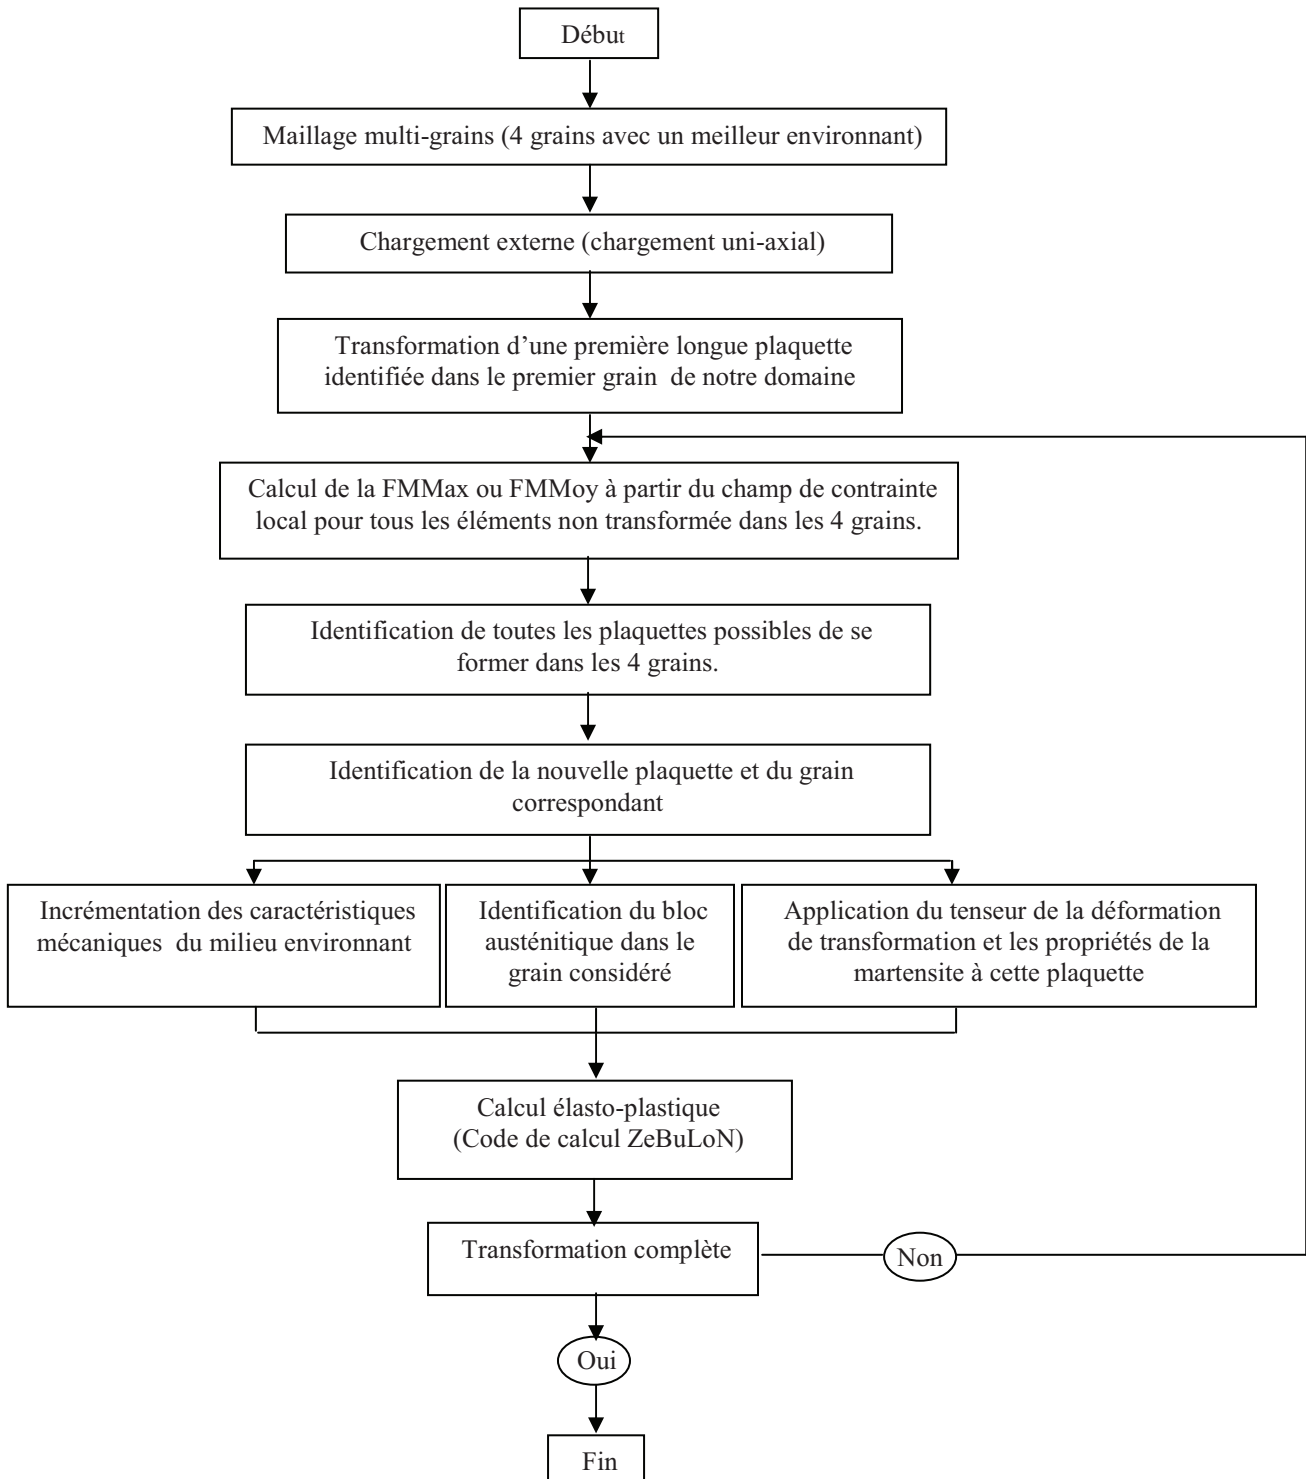 Début
Maillage multi-grains (4 grains avec un meilleur environnant)
Chargement externe (chargement uni-axial)
Transformation d’une première longue plaquette
identifiée dans le premier grain de notre domaine
Calcul de la FMMax ou FMMoy à partir du champ de contrainte
local pour tous les éléments non transformée dans les 4 grains.
Identification de toutes les plaquettes possibles de se
former dans les 4 grains.
Identification de la nouvelle plaquette et du grain
correspondant
Incrémentation des caractéristiques
mécaniques du milieu environnant
Identification du bloc
austénitique dans le
grain considéré
Application du tenseur de la déformation
de transformation et les propriétés de la
martensite à cette plaquette
Calcul élasto-plastique
(Code de calcul ZeBuLoN)
Transformation complète
Non
Oui
Fin